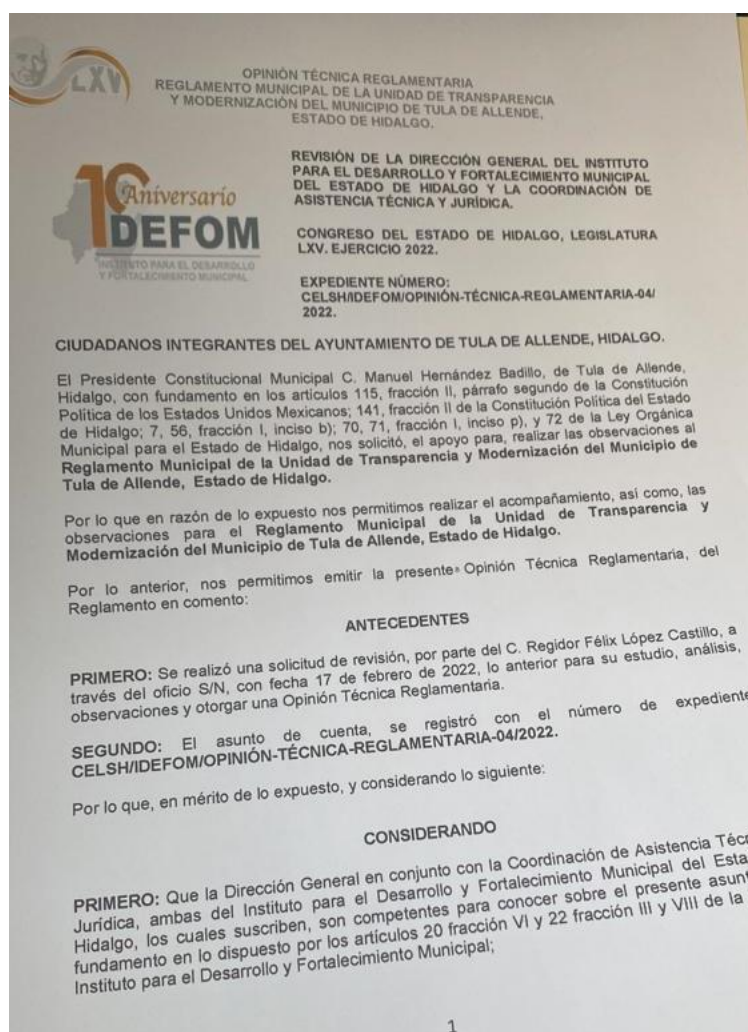 LXV
OPINIÓN TÉCNICA REGLAMENTARIA
REGLAMENTO MUNICIPAL DE LA UNIDAD DE TRANSPARENCIA
Y MODERNIZACIÓN DEL MUNICIPIO DE TULA DE ALLENDE,
ESTADO DE HIDALGO.
10
Aniversario
IDEFOM
INSTITUTO PARA EL DESARROLLO
Y FORTALECIMIENTO MUNICIPAL
REVISIÓN DE LA DIRECCIÓN GENERAL DEL INSTITUTO
PARA EL DESARROLLO Y FORTALECIMIENTO MUNICIPAL
DEL ESTADO DE HIDALGO Y LA COORDINACIÓN DE
ASISTENCIA TÉCNICA Y JURÍDICA.
CONGRESO DEL ESTADO DE HIDALGO, LEGISLATURA
LXV. EJERCICIO 2022.
EXPEDIENTE NÚMERO:
CELSH/IDEFOM/OPINIÓN-TÉCNICA-REGLAMENTARIA-04/
2022.
CIUDADANOS INTEGRANTES DEL AYUNTAMIENTO DE TULA DE ALLENDE, HIDALGO.
El Presidente Constitucional Municipal C. Manuel Hernández Badillo, de Tula de Allende,
Hidalgo, con fundamento en los artículos 115, fracción II, párrafo segundo de la Constitución
Política de los Estados Unidos Mexicanos; 141, fracción II de la Constitución Política del Estado
de Hidalgo; 7, 56, fracción I, inciso b); 70, 71, fracción I, inciso p), y 72 de la Ley Orgánica
Municipal para el Estado de Hidalgo, nos solicitó, el apoyo para, realizar las observaciones al
Reglamento Municipal de la Unidad de Transparencia y Modernización del Municipio de
Tula de Allende, Estado de Hidalgo.
Por lo que en razón de lo expuesto nos permitimos realizar el acompañamiento, así como, las
observaciones para el Reglamento Municipal de la Unidad de Transparencia y
Modernización del Municipio de Tula de Allende, Estado de Hidalgo.
Por lo anterior, nos permitimos emitir la presente Opinión Técnica Reglamentaria, del
Reglamento en comento:
ANTECEDENTES
PRIMERO: Se realizó una solicitud de revisión, por parte del C. Regidor Félix López Castillo, a
través del oficio S/N, con fecha 17 de febrero de 2022, lo anterior para su estudio, análisis,
observaciones y otorgar una Opinión Técnica Reglamentaria.
SEGUNDO: El asunto de cuenta, se registró con el número de expediente
CELSH/IDEFOM/OPINIÓN-TÉCNICA-REGLAMENTARIA-04/2022.
Por lo que, en mérito de lo expuesto, y considerando lo siguiente:
CONSIDERANDO
PRIMERO: Que la Dirección General en conjunto con la Coordinación de Asistencia Téc
Jurídica, ambas del Instituto para el Desarrollo y Fortalecimiento Municipal del Esta
Hidalgo, los cuales suscriben, son competentes para conocer sobre el presente asun
fundamento en lo dispuesto por los artículos 20 fracción VI y 22 fracción III y VIII de la
Instituto para el Desarrollo y Fortalecimiento Municipal;
1